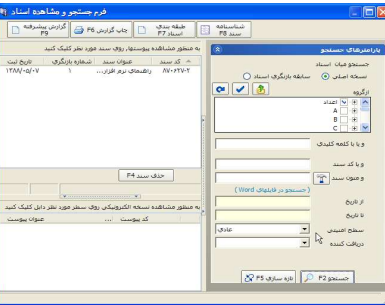 فرم جستجو و مشاهده اسناد
شناسنامه سند F8
طبقه بندی اسناد F7
چاپ گزارش F6
گزارش پیشرفته F9
پارامترهای جستجو
جستجو میان اسناد
نسخه اصلی
سابقه بازنگری اسناد
ازگروه
اعداد
A
B
C
و یا با کلمه کلیدی
و یا کد سند
و متون سند
( جستجو در فایلهای Word )
از تاریخ
تا تاریخ
سطح امنیتی
عادی
دریافت کننده
جستجو F2
تازه سازی F5
به منظور مشاهده پیوستها، روی سند مورد نظر کلیک کنید
کد سند
عنوان سند
شماره بازنگری
تاریخ ثبت
راهنمای نرم افزار...
۱
۱۳۸۸/۰۵/۰۷
حذف سند F4
به منظور مشاهده نسخه الکترونیکی روی سطر مورد نظر دابل کلیک کنید
کد پیوست
...
عنوان پیوست